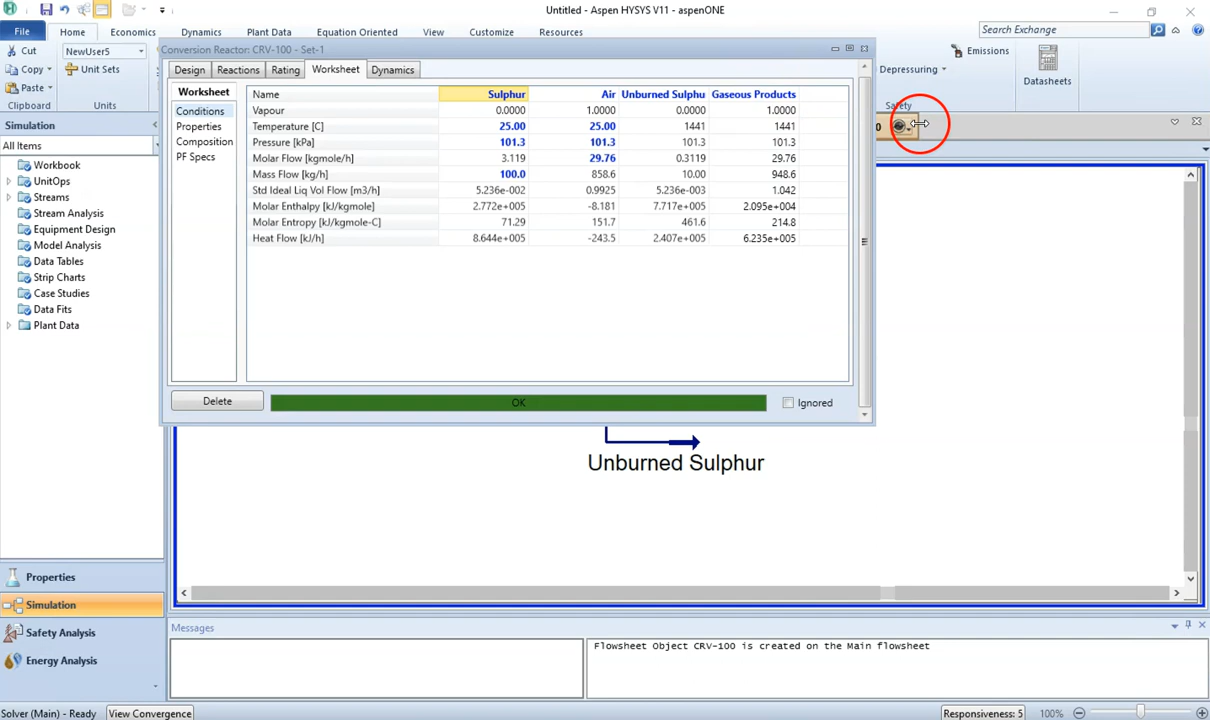 Untitled - Aspen HYSYS V11 - aspenONE
File Home Economics Dynamics Plant Data Equation Oriented View Customize Resources Search Exchange
Cut NewUser5 Emissions
Copy Unit Sets Depressuring
Paste Datasheets
Clipboard Units Safety
Conversion Reactor: CRV-100 - Set-1
Design Reactions Rating Worksheet Dynamics
Simulation
All Items
Workbook
UnitOps
Streams
Stream Analysis
Equipment Design
Model Analysis
Data Tables
Strip Charts
Case Studies
Data Fits
Plant Data
Properties
Simulation
Safety Analysis
Energy Analysis
Worksheet
Conditions
Properties
Composition
PF Specs
Name Sulphur Air Unburned Sulphu Gaseous Products
Vapour 0.0000 1.0000 0.0000 1.0000
Temperature [C] 25.00 25.00 1441 1441
Pressure [kPa] 101.3 101.3 101.3 101.3
Molar Flow [kgmole/h] 3.119 29.76 0.3119 29.76
Mass Flow [kg/h] 100.0 858.6 10.00 948.6
Std Ideal Liq Vol Flow [m3/h] 5.236e-002 0.9925 5.236e-003 1.042
Molar Enthalpy [kJ/kgmole] 2.772e+005 -8.181 7.717e+005 2.095e+004
Molar Entropy [kJ/kgmole-C] 71.29 151.7 461.6 214.8
Heat Flow [kJ/h] 8.644e+005 -243.5 2.407e+005 6.235e+005
Delete OK Ignored
Unburned Sulphur
Messages
Flowsheet Object CRV-100 is created on the Main flowsheet
Solver (Main) - Ready View Convergence Responsiveness: 5 100%